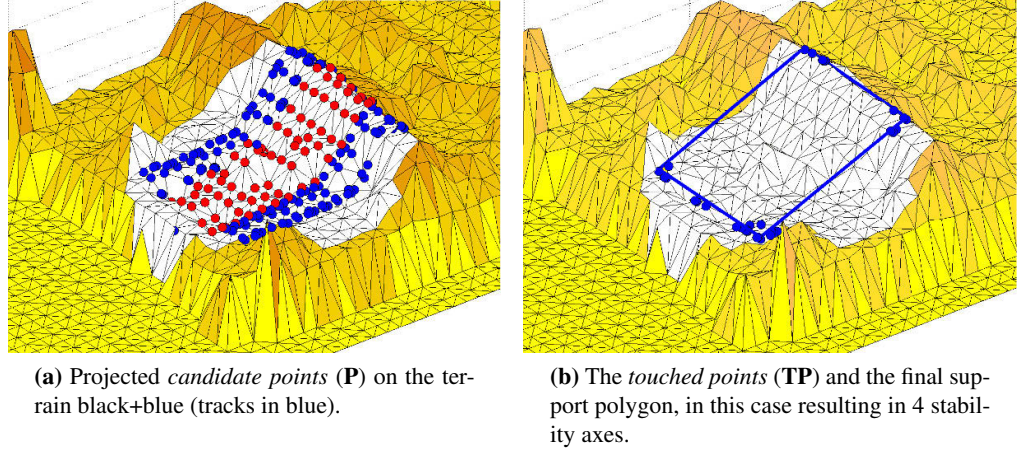 (a) Projected candidate points (P) on the ter-
rain black+blue (tracks in blue).
(b) The touched points (TP) and the final sup-
port polygon, in this case resulting in 4 stabil-
ity axes.